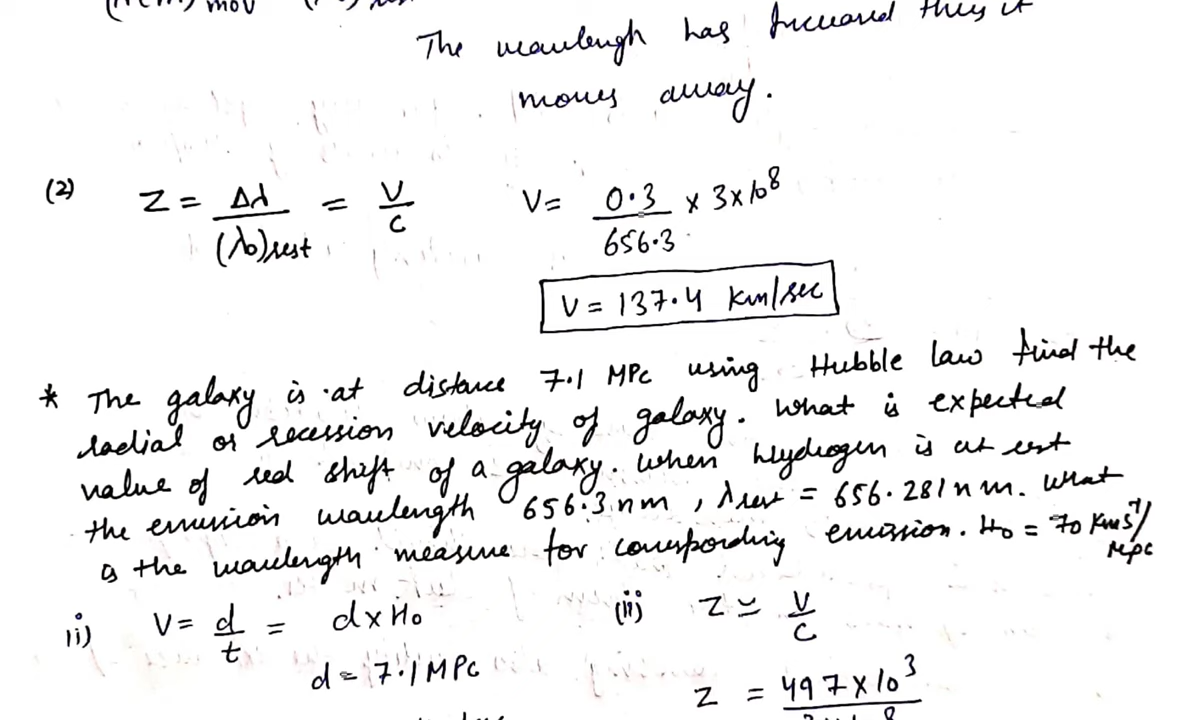 The wavelength has Increased thus it
moves away.
(2) Z = Δλ / (λ0)rest = V / c V = 0.3 / 656.3 x 3x10^8
V = 137.4 Km/sec
* The galaxy is at distance 7.1 MPc using Hubble law find the
radial or recession velocity of galaxy. What is expected
value of red shift of a galaxy. When hydrogen is at rest
the emission wavelength 656.3 nm, λrest = 656.281 nm. What
is the wavelength measure for corresponding emission. H0 = 70 KmS^-1/MPc
ii) V = d / t = d x H0 (ii) Z ≃ V / C
d = 7.1 MPC
Z = 497 X 10^3